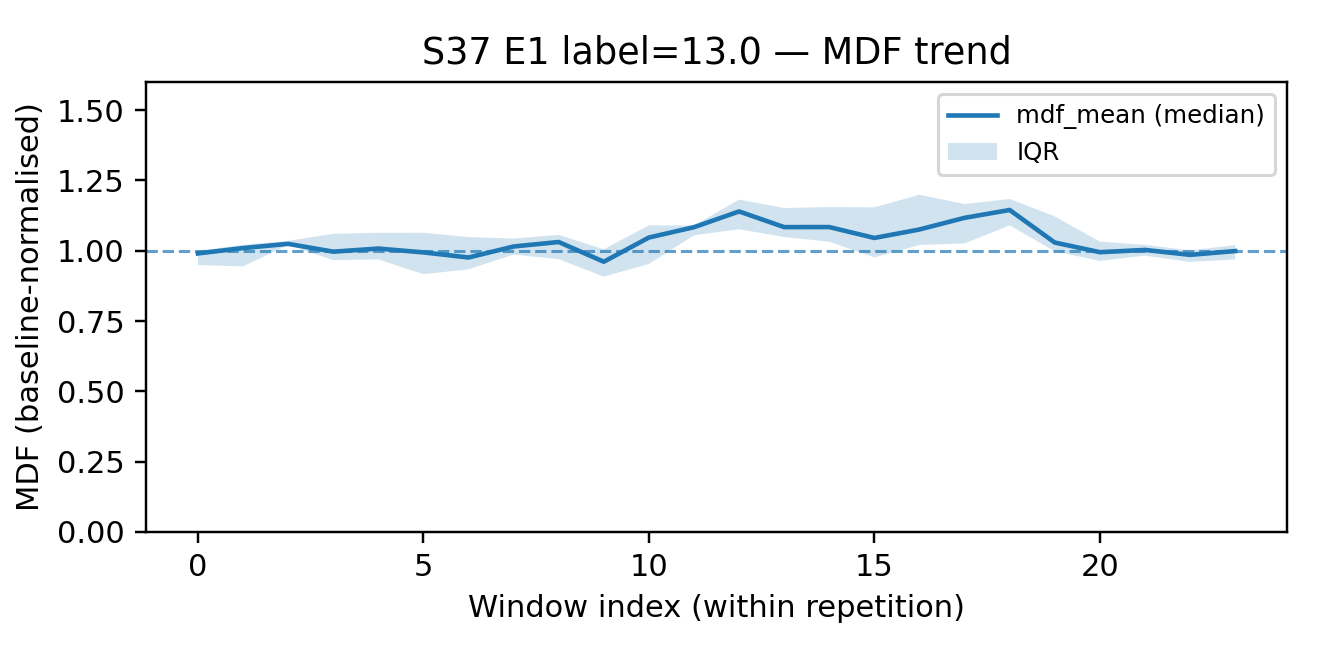 S37 E1 label=13.0 — MDF trend
mdf_mean (median)
IQR
MDF (baseline-normalised)
1.50
1.25
1.00
0.75
0.50
0.25
0.00
0 5 10 15 20
Window index (within repetition)